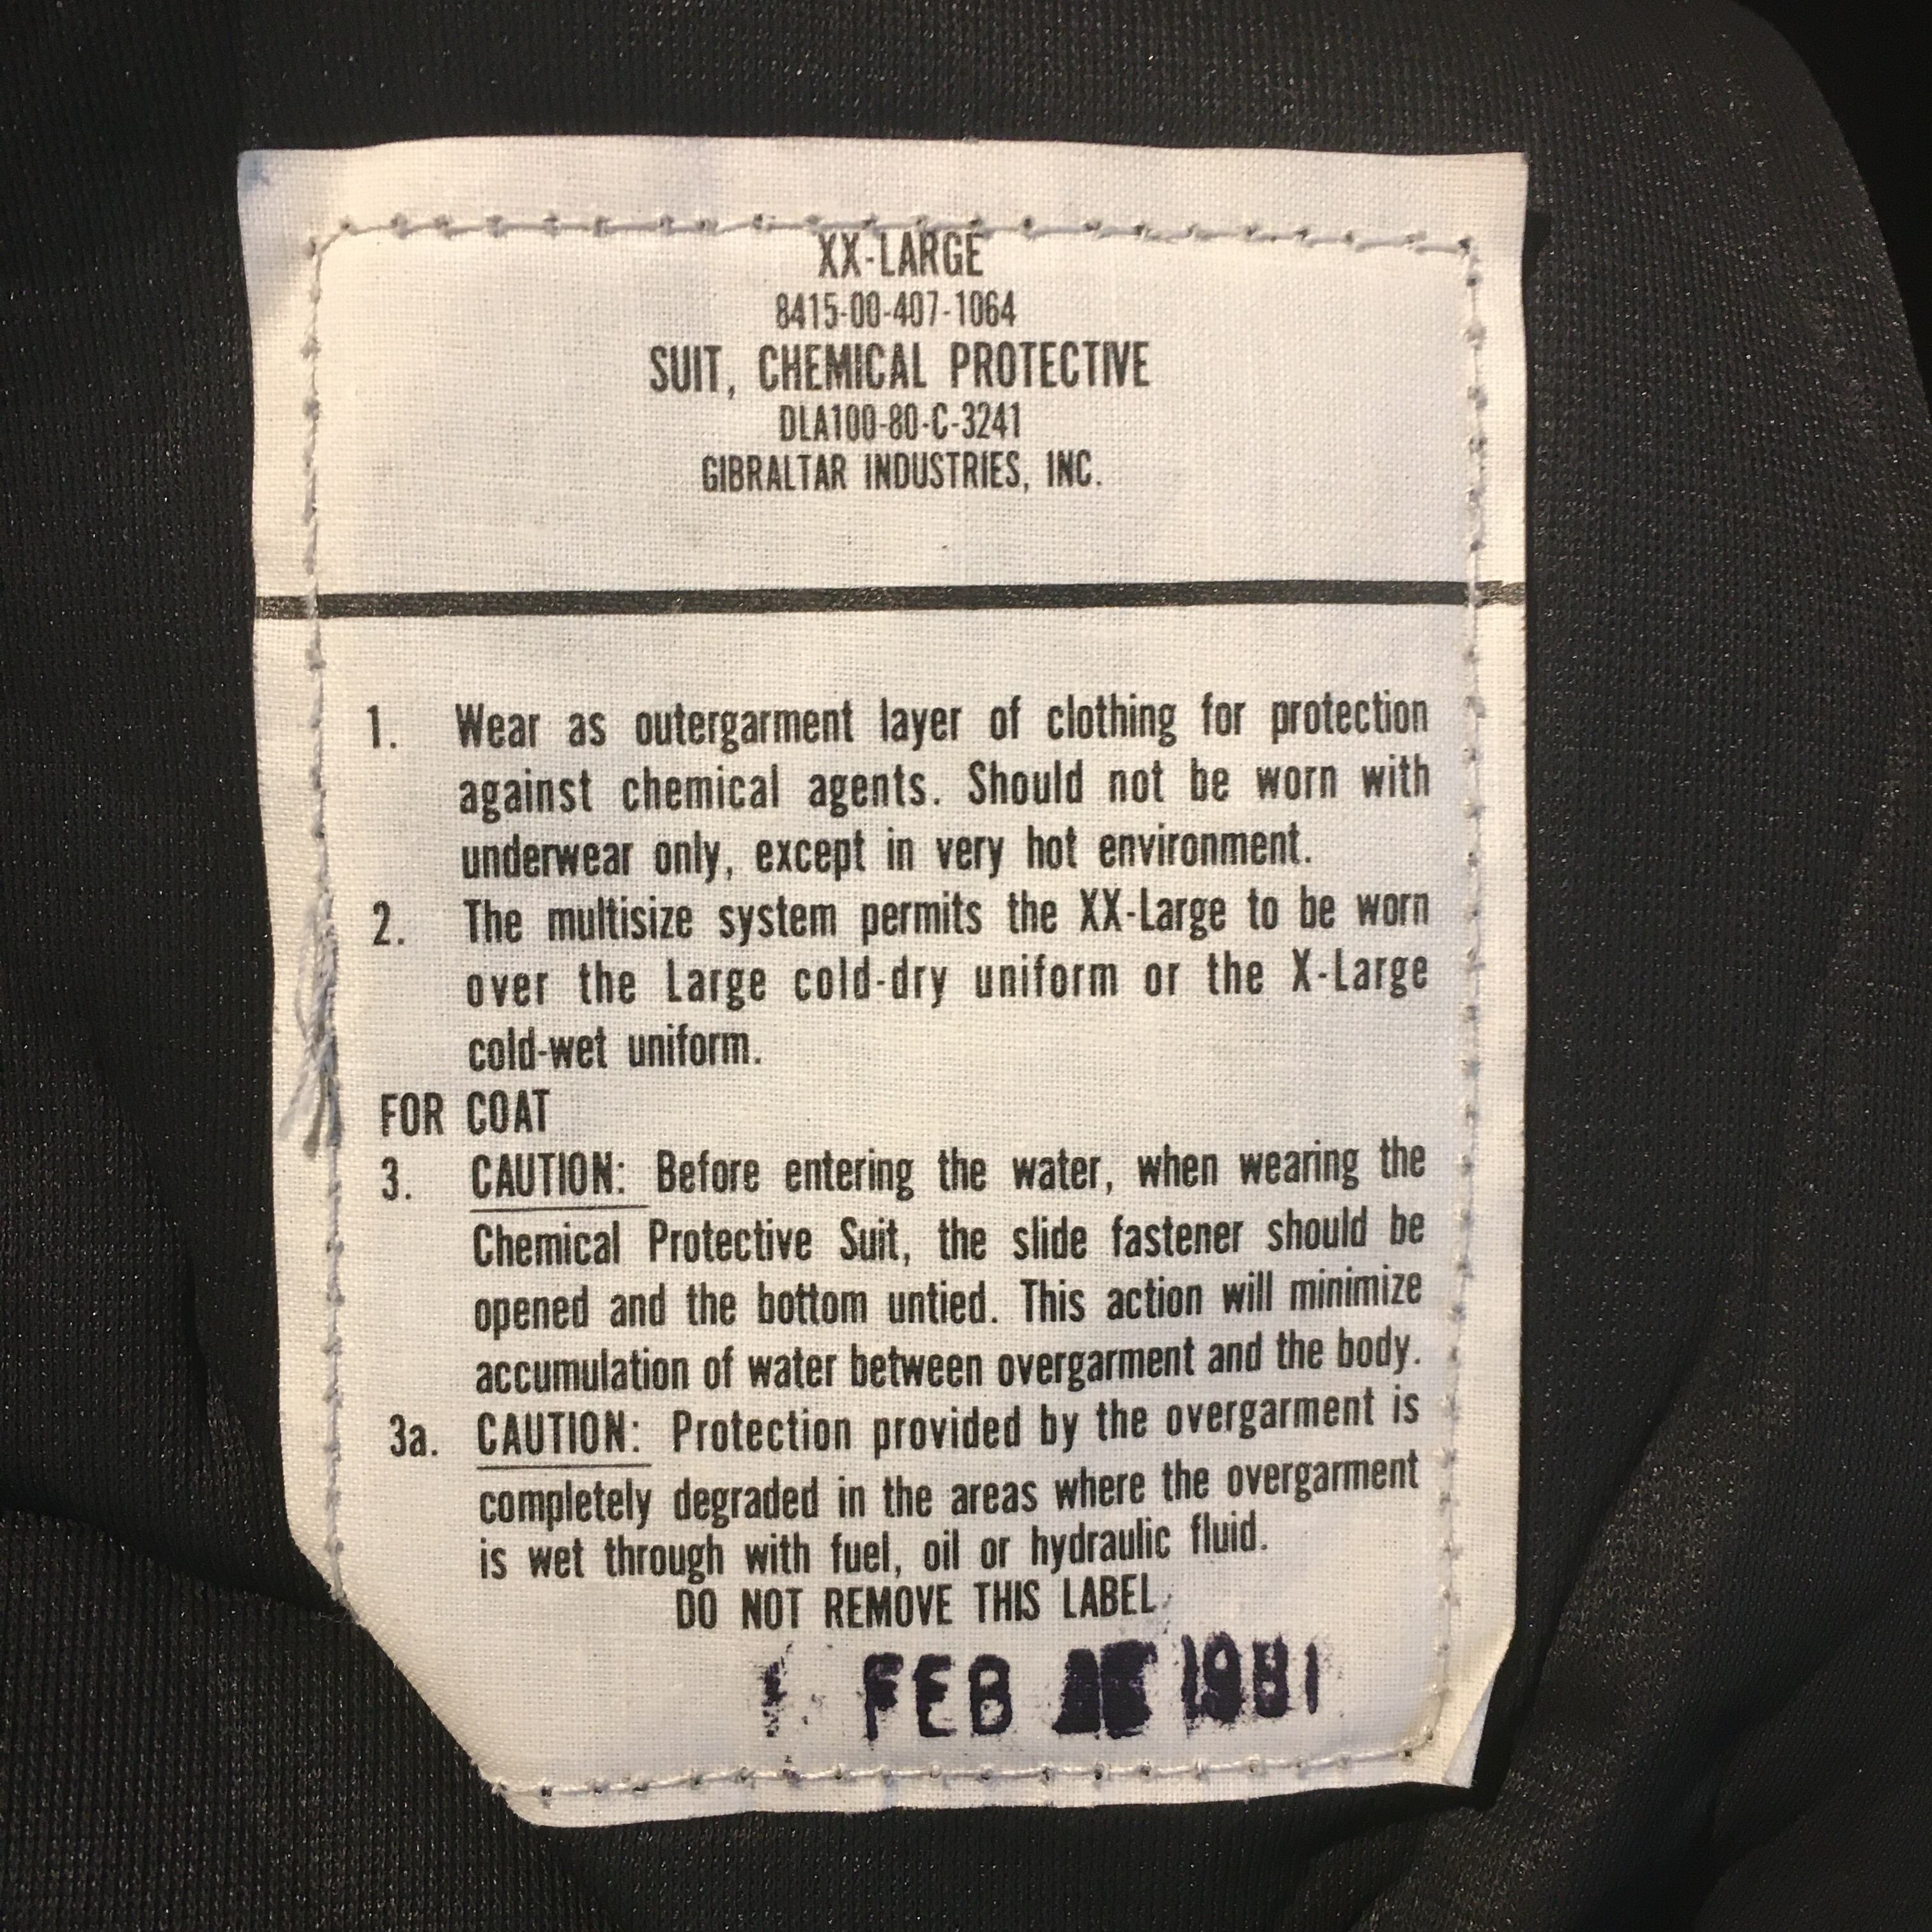 XX-LARGE
8415-00-407-1064
SUIT, CHEMICAL PROTECTIVE
DLA100-80-C-3241
GIBRALTAR INDUSTRIES, INC.
1. Wear as outergarment layer of clothing for protection
against chemical agents. Should not be worn with
underwear only, except in very hot environment.
2. The multisize system permits the XX-Large to be worn
over the Large cold-dry uniform or the X-Large
cold-wet uniform.
FOR COAT
3. CAUTION: Before entering the water, when wearing the
Chemical Protective Suit, the slide fastener should be
opened and the bottom untied. This action will minimize
accumulation of water between overgarment and the body.
3a. CAUTION: Protection provided by the overgarment is
completely degraded in the areas where the overgarment
is wet through with fuel, oil or hydraulic fluid.
DO NOT REMOVE THIS LABEL
FEB 1981